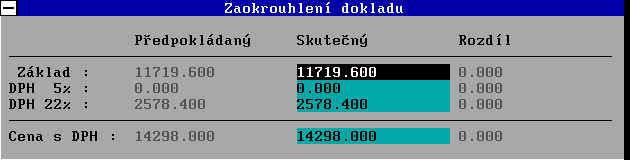 Zaokrouhlení dokladu
Předpokládaný Skutečný Rozdíl
Základ : 11719.600 11719.600 0.000
DPH 5% : 0.000 0.000 0.000
DPH 22% : 2578.400 2578.400 0.000
Cena s DPH : 14298.000 14298.000 0.000